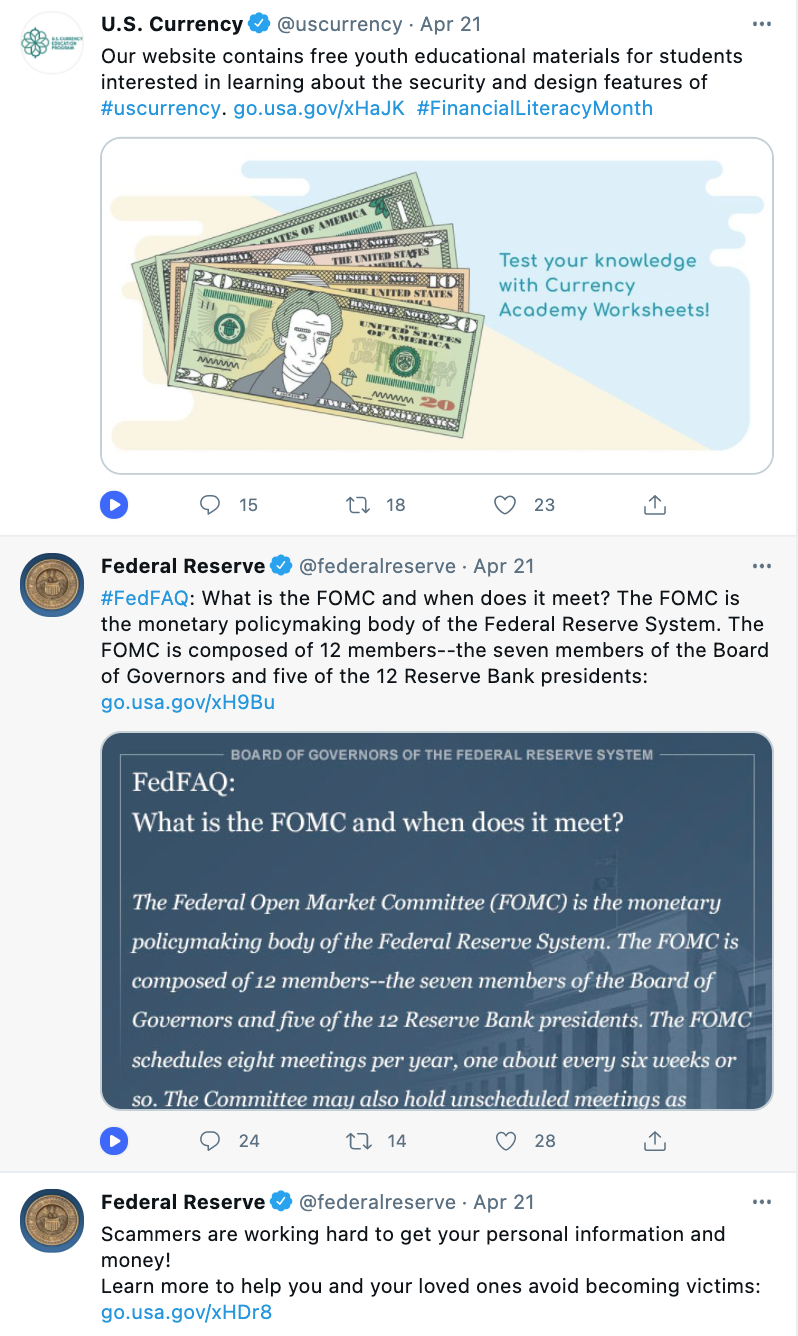 U.S. Currency @uscurrency · Apr 21
Our website contains free youth educational materials for students
interested in learning about the security and design features of
#uscurrency. go.usa.gov/xHaJK #FinancialLiteracyMonth
U.S. CURRENCY
EDUCATION
PROGRAM
STATES OF AMERICA 1
RESERVE NOTE 5
FEDERAL THE UNITED STATES
RESERVE NOTE 10
THE UNITED STATES
20 FEDERAL RESERVE NOTE 20
THE
UNITED STATES
OF AMERICA
20 TWENTY DOLLARS 20
Test your knowledge
with Currency
Academy Worksheets!
15 18 23
Federal Reserve @federalreserve · Apr 21
#FedFAQ: What is the FOMC and when does it meet? The FOMC is
the monetary policymaking body of the Federal Reserve System. The
FOMC is composed of 12 members--the seven members of the Board
of Governors and five of the 12 Reserve Bank presidents:
go.usa.gov/xH9Bu
BOARD OF GOVERNORS OF THE FEDERAL RESERVE SYSTEM
FedFAQ:
What is the FOMC and when does it meet?
The Federal Open Market Committee (FOMC) is the monetary
policymaking body of the Federal Reserve System. The FOMC is
composed of 12 members--the seven members of the Board of
Governors and five of the 12 Reserve Bank presidents. The FOMC
schedules eight meetings per year, one about every six weeks or
so. The Committee may also hold unscheduled meetings as
24 14 28
Federal Reserve @federalreserve · Apr 21
Scammers are working hard to get your personal information and
money!
Learn more to help you and your loved ones avoid becoming victims:
go.usa.gov/xHDr8